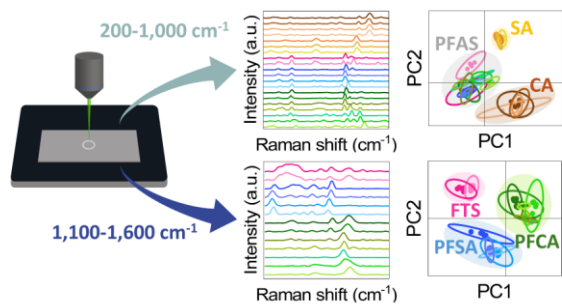 200-1,000 cm⁻¹
Intensity (a.u.)
Raman shift (cm⁻¹)
PC2
PFAS
SA
CA
PC1
1,100-1,600 cm⁻¹
Intensity (a.u.)
Raman shift (cm⁻¹)
PC2
FTS
PFSA
PFCA
PC1